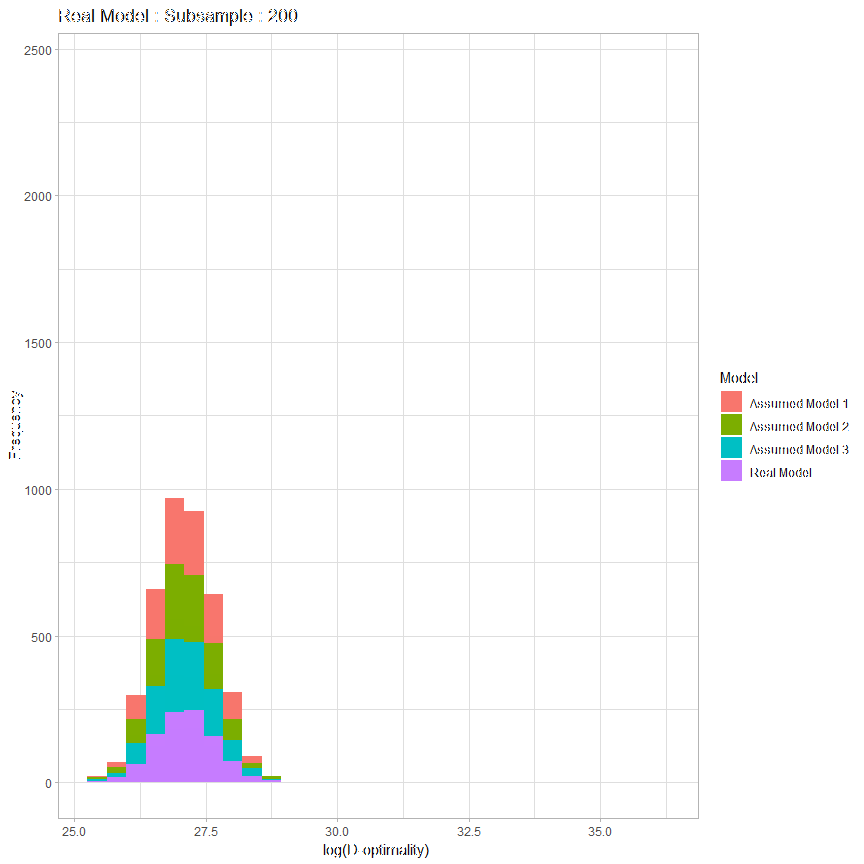 Real Model : Subsample : 200
2500
2000
1500
1000
500
0
Frequency
25.0 27.5 30.0 32.5 35.0
log(D-optimality)
Model
Assumed Model 1
Assumed Model 2
Assumed Model 3
Real Model